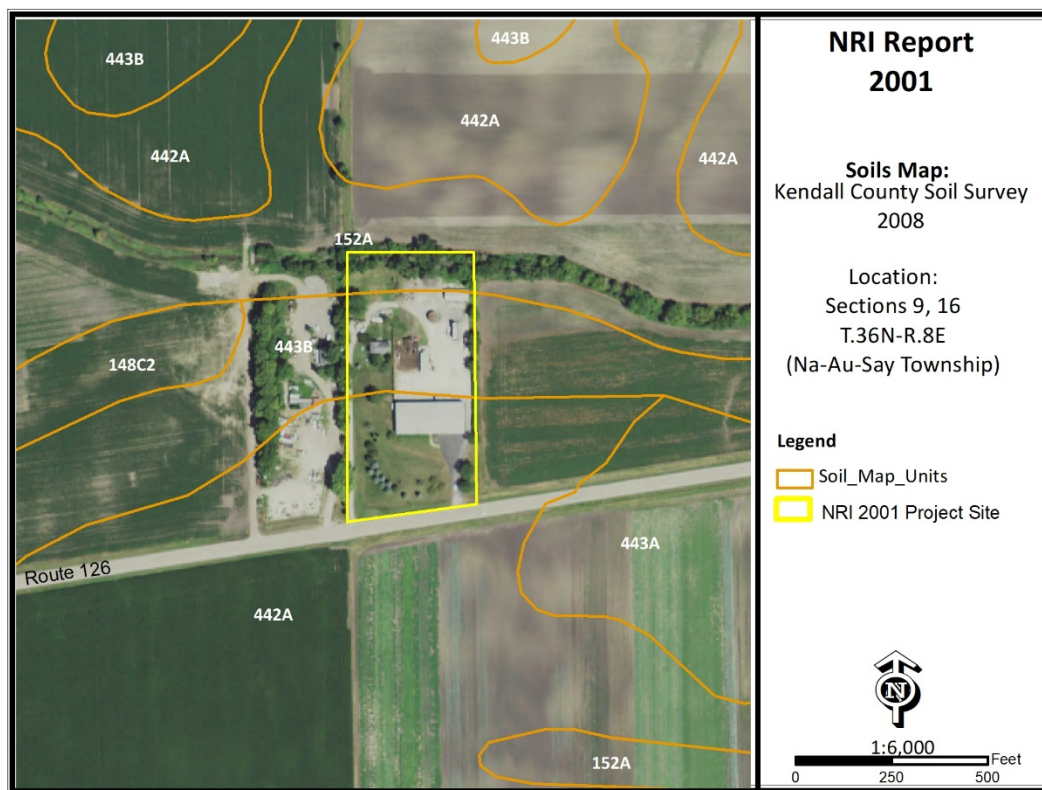 443B
443B
442A
442A
442A
152A
443B
148C2
443A
Route 126
442A
152A
NRI Report
2001
Soils Map:
Kendall County Soil Survey
2008
Location:
Sections 9, 16
T.36N-R.8E
(Na-Au-Say Township)
Legend
Soil_Map_Units
NRI 2001 Project Site
N
1:6,000
Feet
0 250 500